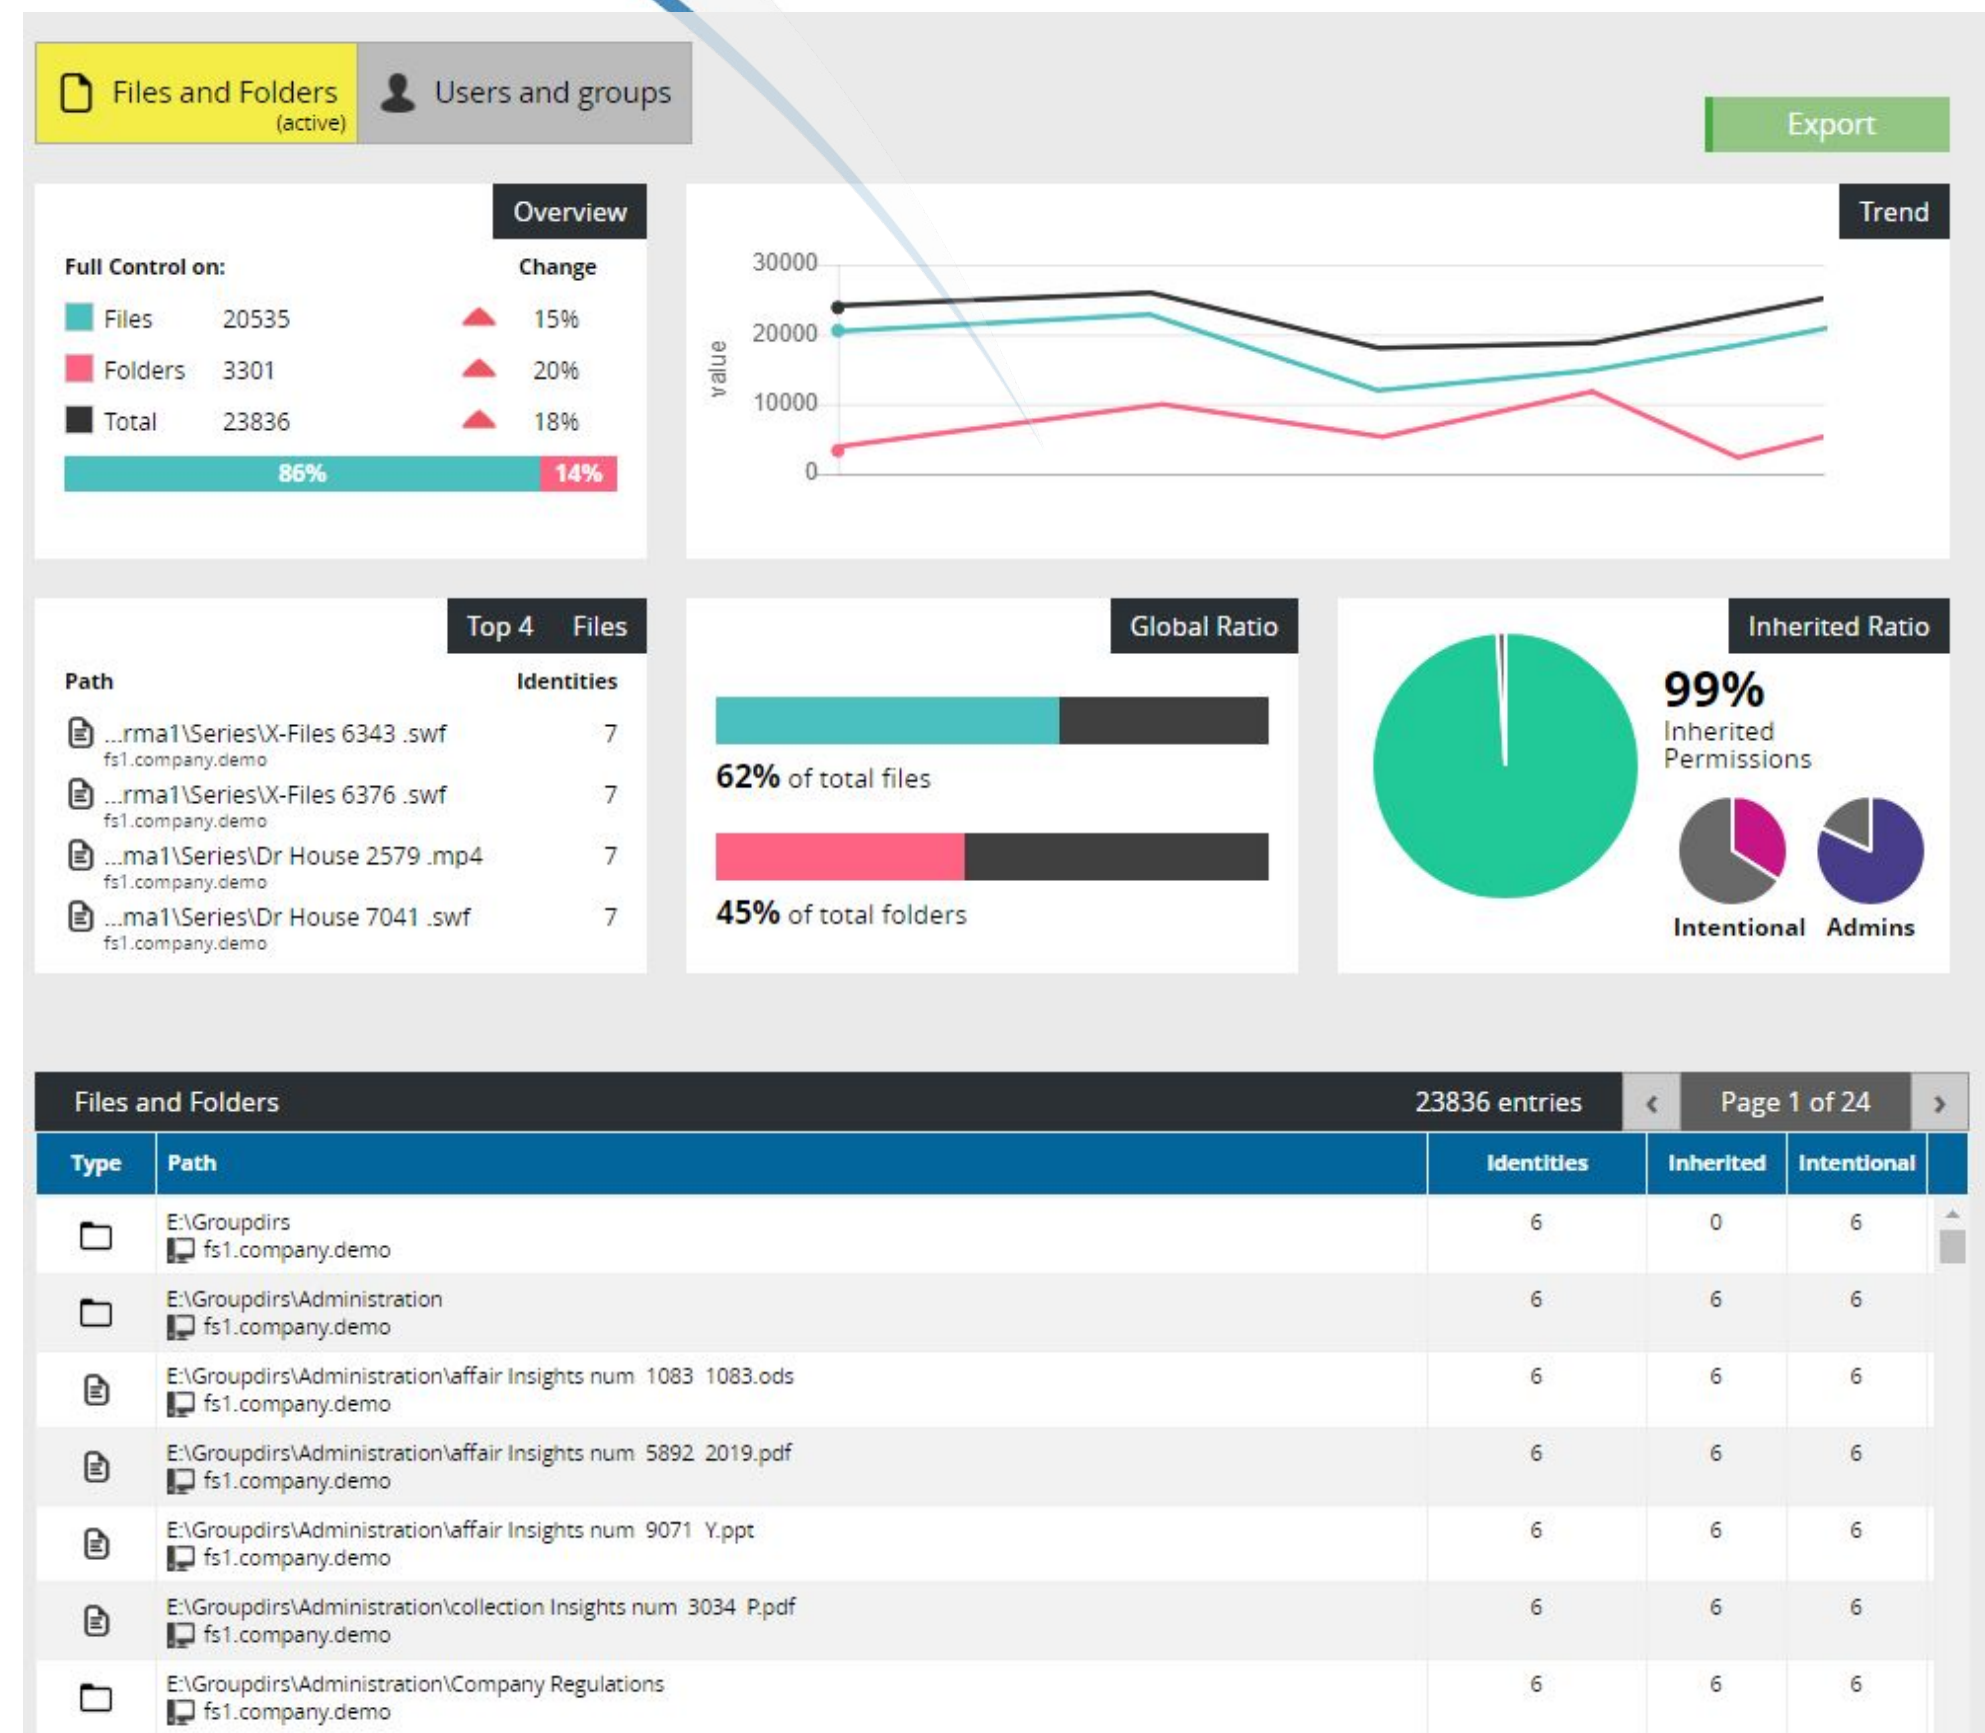 Files and Folders
(active)
Users and groups
Export
Overview
Full Control on: Change
Files 20535 15%
Folders 3301 20%
Total 23836 18%
86% 14%
Trend
value
30000
20000
10000
0
Top 4 Files
Path Identities
...rma1\Series\X-Files 6343 .swf 7
fs1.company.demo
...rma1\Series\X-Files 6376 .swf 7
fs1.company.demo
...ma1\Series\Dr House 2579 .mp4 7
fs1.company.demo
...ma1\Series\Dr House 7041 .swf 7
fs1.company.demo
Global Ratio
62% of total files
45% of total folders
Inherited Ratio
99%
Inherited
Permissions
Intentional Admins
Files and Folders 23836 entries ‹ Page 1 of 24 ›
Type Path Identities Inherited Intentional
E:\Groupdirs 6 0 6
fs1.company.demo
E:\Groupdirs\Administration 6 6 6
fs1.company.demo
E:\Groupdirs\Administration\affair Insights num 1083 1083.ods 6 6 6
fs1.company.demo
E:\Groupdirs\Administration\affair Insights num 5892 2019.pdf 6 6 6
fs1.company.demo
E:\Groupdirs\Administration\affair Insights num 9071 Y.ppt 6 6 6
fs1.company.demo
E:\Groupdirs\Administration\collection Insights num 3034 P.pdf 6 6 6
fs1.company.demo
E:\Groupdirs\Administration\Company Regulations 6 6 6
fs1.company.demo